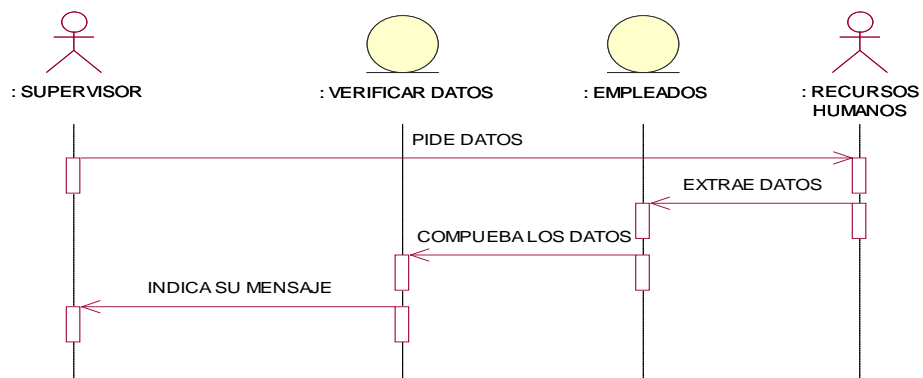 : SUPERVISOR
: VERIFICAR DATOS
: EMPLEADOS
: RECURSOS
HUMANOS
PIDE DATOS
EXTRAE DATOS
COMPUEBA LOS DATOS
INDICA SU MENSAJE